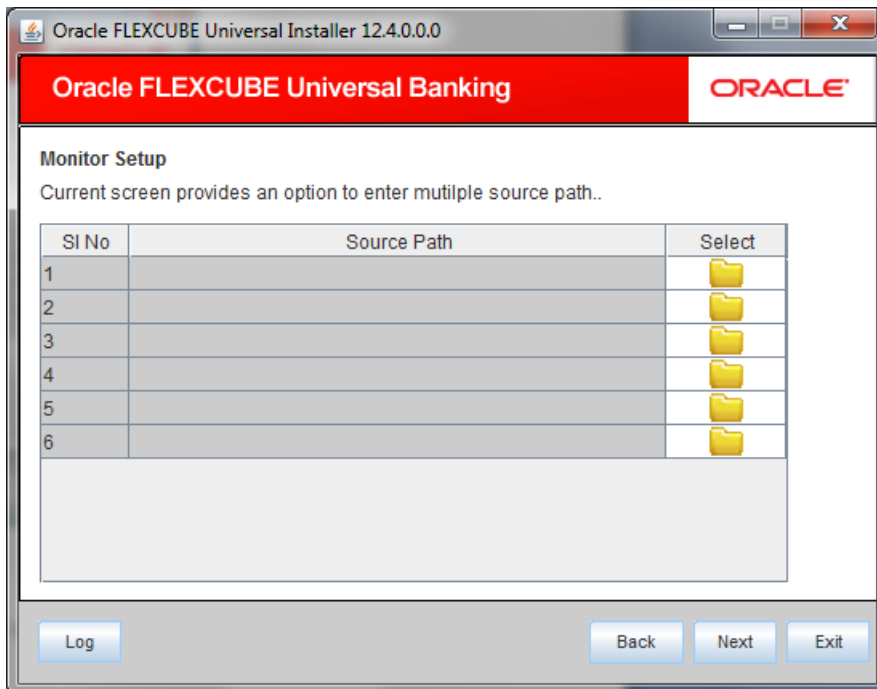 Oracle FLEXCUBE Universal Installer 12.4.0.0.0
Oracle FLEXCUBE Universal Banking
ORACLE®
Monitor Setup
Current screen provides an option to enter mutilple source path..
SI No Source Path Select
1
2
3
4
5
6
Log Back Next Exit